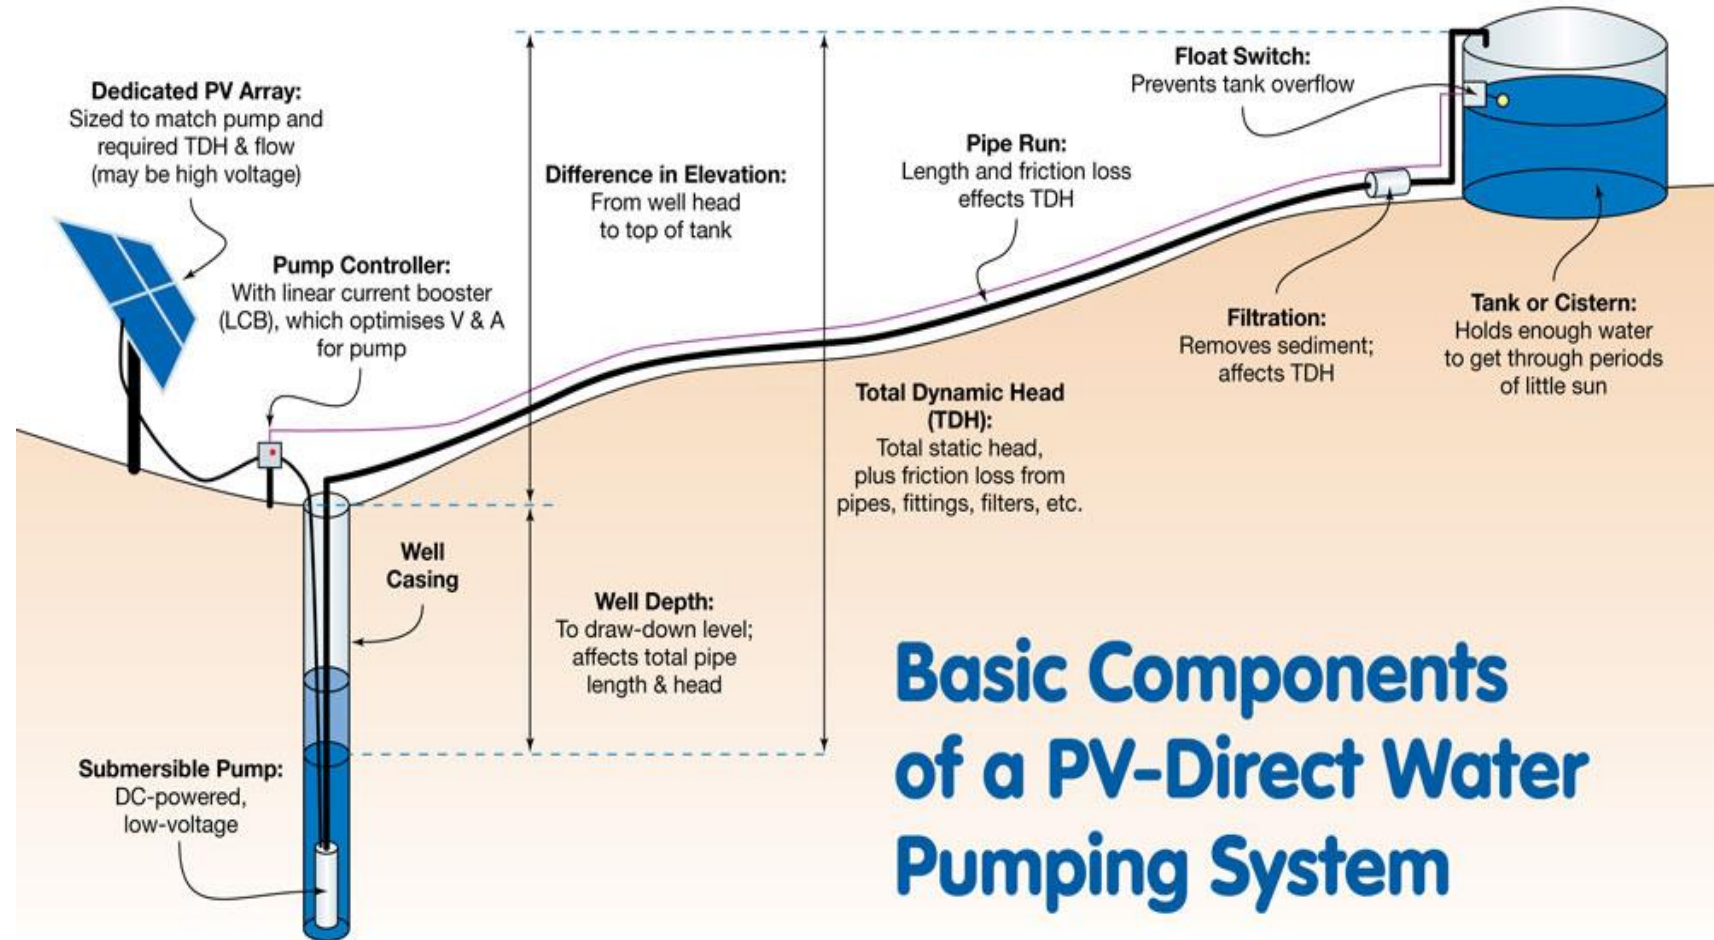 Dedicated PV Array:
Sized to match pump and
required TDH & flow
(may be high voltage)
Pump Controller:
With linear current booster
(LCB), which optimises V & A
for pump
Difference in Elevation:
From well head
to top of tank
Float Switch:
Prevents tank overflow
Pipe Run:
Length and friction loss
effects TDH
Filtration:
Removes sediment;
affects TDH
Tank or Cistern:
Holds enough water
to get through periods
of little sun
Total Dynamic Head
(TDH):
Total static head,
plus friction loss from
pipes, fittings, filters, etc.
Well
Casing
Well Depth:
To draw-down level;
affects total pipe
length & head
Submersible Pump:
DC-powered,
low-voltage
Basic Components
of a PV-Direct Water
Pumping System